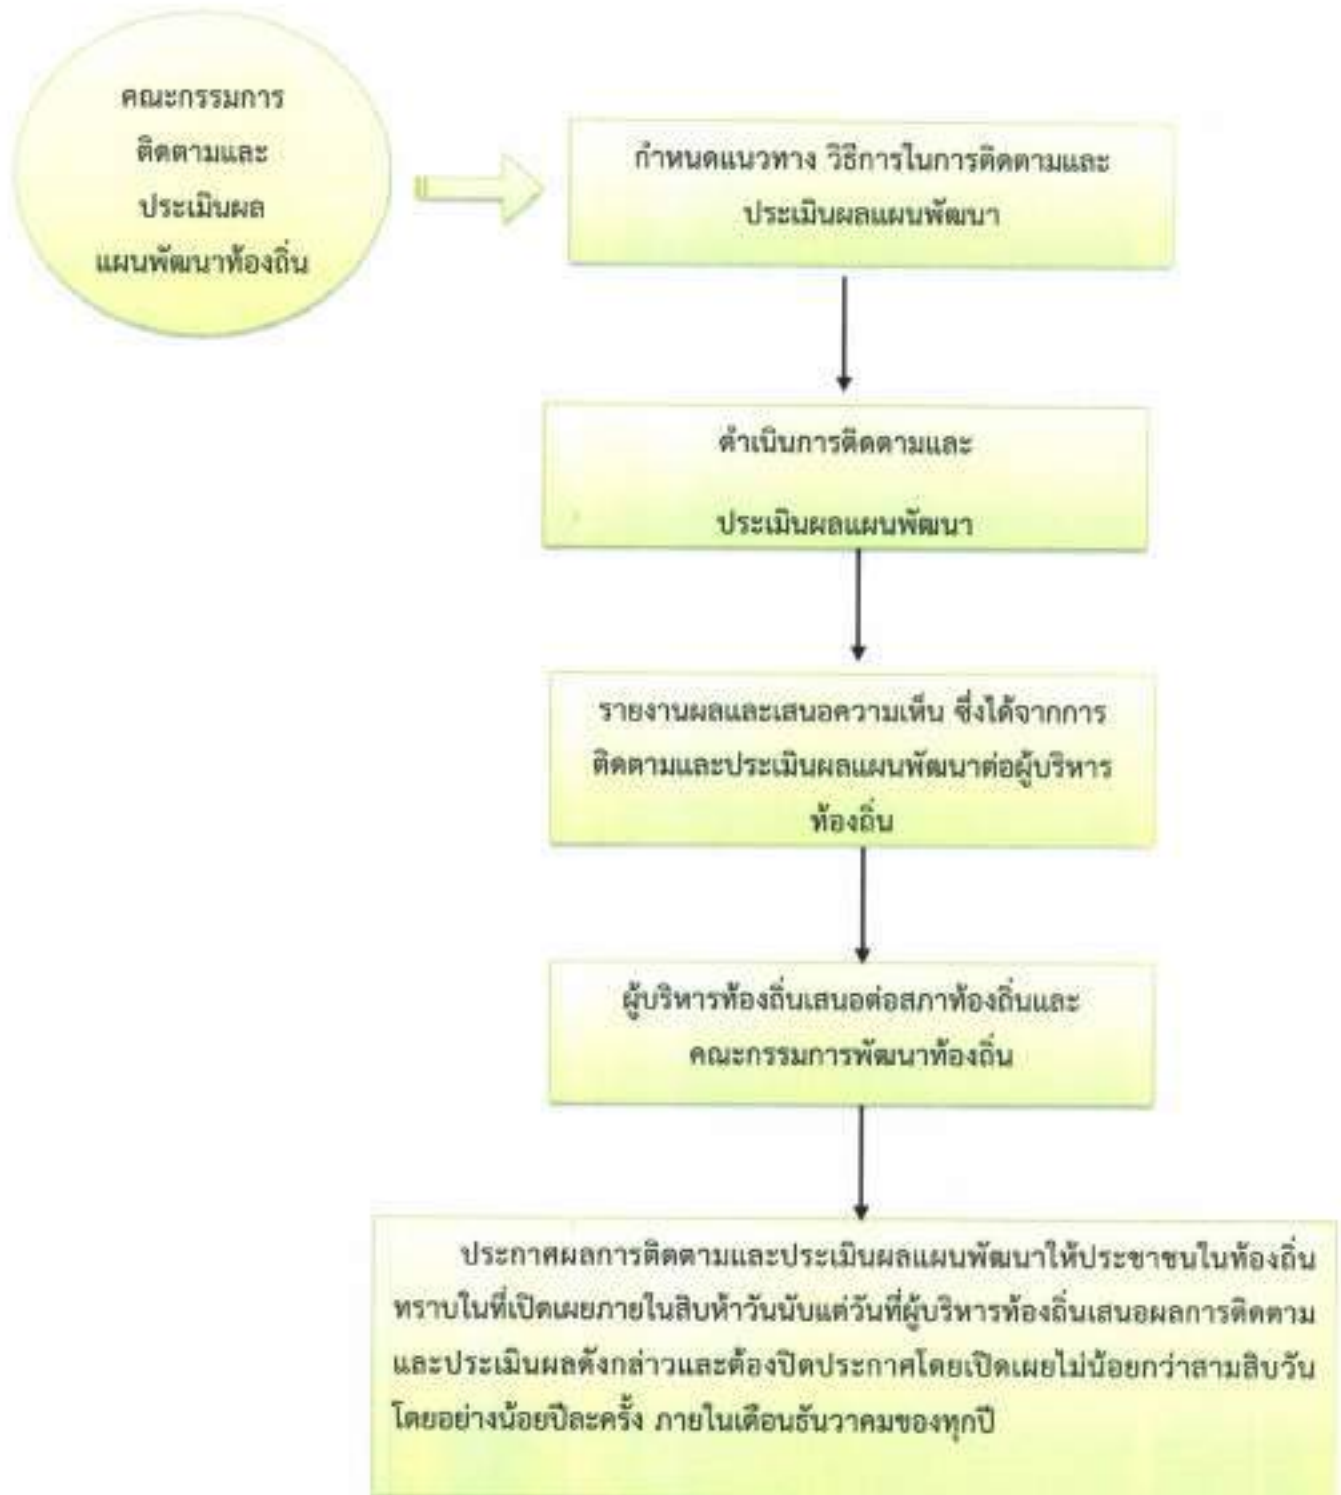 คณะกรรมการ
ติดตามและ
ประเมินผล
แผนพัฒนาท้องถิ่น
กำหนดแนวทาง วิธีการในการติดตามและ
ประเมินผลแผนพัฒนา
ดำเนินการติดตามและ
ประเมินผลแผนพัฒนา
รายงานผลและเสนอความเห็น ซึ่งได้จากการ
ติดตามและประเมินผลแผนพัฒนาต่อผู้บริหาร
ท้องถิ่น
ผู้บริหารท้องถิ่นเสนอต่อสภาท้องถิ่นและ
คณะกรรมการพัฒนาท้องถิ่น
ประกาศผลการติดตามและประเมินผลแผนพัฒนาให้ประชาชนในท้องถิ่น
ทราบในที่เปิดเผยภายในสิบห้าวันนับแต่วันที่ผู้บริหารท้องถิ่นเสนอผลการติดตาม
และประเมินผลดังกล่าวและต้องปิดประกาศโดยเปิดเผยไม่น้อยกว่าสามสิบวัน
โดยอย่างน้อยปีละครั้ง ภายในเดือนธันวาคมของทุกปี